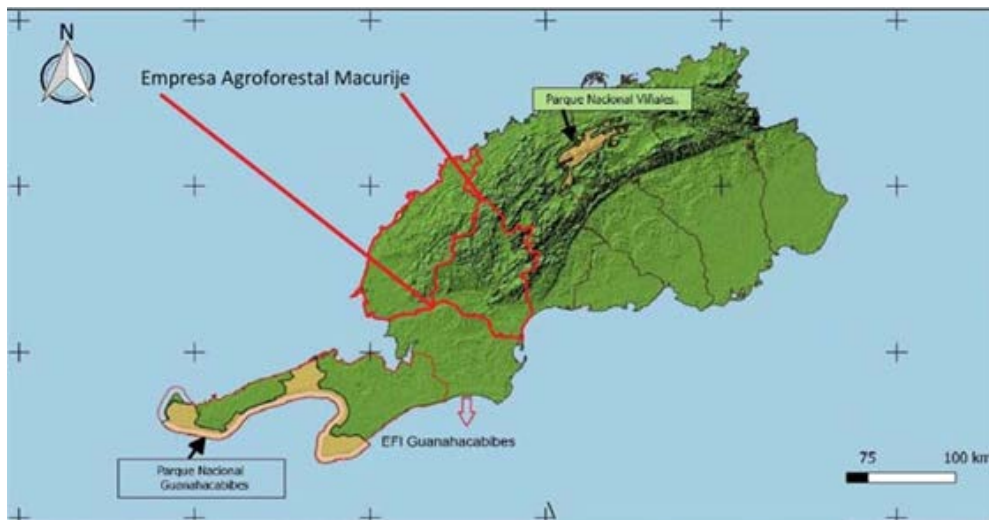 N
Empresa Agroforestal Macurije
Parque Nacional Viñales.
EFI Guanahacabibes
Parque Nacional
Guanahacabibes
75 100 km